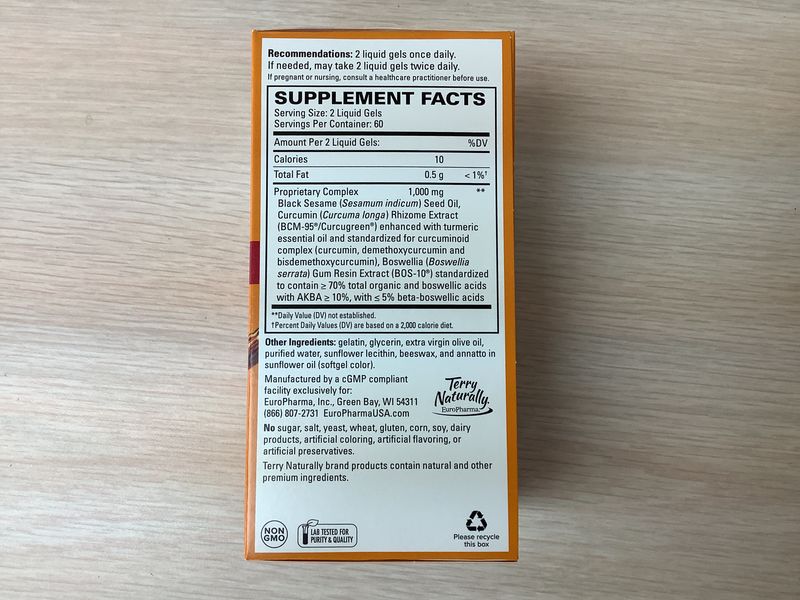 Recommendations: 2 liquid gels once daily.
If needed, may take 2 liquid gels twice daily.
If pregnant or nursing, consult a healthcare practitioner before use.
SUPPLEMENT FACTS
Serving Size: 2 Liquid Gels
Servings Per Container: 60
Amount Per 2 Liquid Gels: %DV
Calories 10
Total Fat 0.5 g < 1%†
Proprietary Complex 1,000 mg **
Black Sesame (Sesamum indicum) Seed Oil,
Curcumin (Curcuma longa) Rhizome Extract
(BCM-95®/Curcugreen®) enhanced with turmeric
essential oil and standardized for curcuminoid
complex (curcumin, demethoxycurcumin and
bisdemethoxycurcumin), Boswellia (Boswellia
serrata) Gum Resin Extract (BOS-10®) standardized
to contain ≥ 70% total organic and boswellic acids
with AKBA ≥ 10%, with ≤ 5% beta-boswellic acids
**Daily Value (DV) not established.
†Percent Daily Values (DV) are based on a 2,000 calorie diet.
Other Ingredients: gelatin, glycerin, extra virgin olive oil,
purified water, sunflower lecithin, beeswax, and annatto in
sunflower oil (softgel color).
Manufactured by a cGMP compliant
facility exclusively for:
EuroPharma, Inc., Green Bay, WI 54311
(866) 807-2731 EuroPharmaUSA.com
Terry
Naturally®
EuroPharma®
No sugar, salt, yeast, wheat, gluten, corn, soy, dairy
products, artificial coloring, artificial flavoring, or
artificial preservatives.
Terry Naturally brand products contain natural and other
premium ingredients.
NON
GMO
LAB TESTED FOR
PURITY & QUALITY
Please recycle
this box